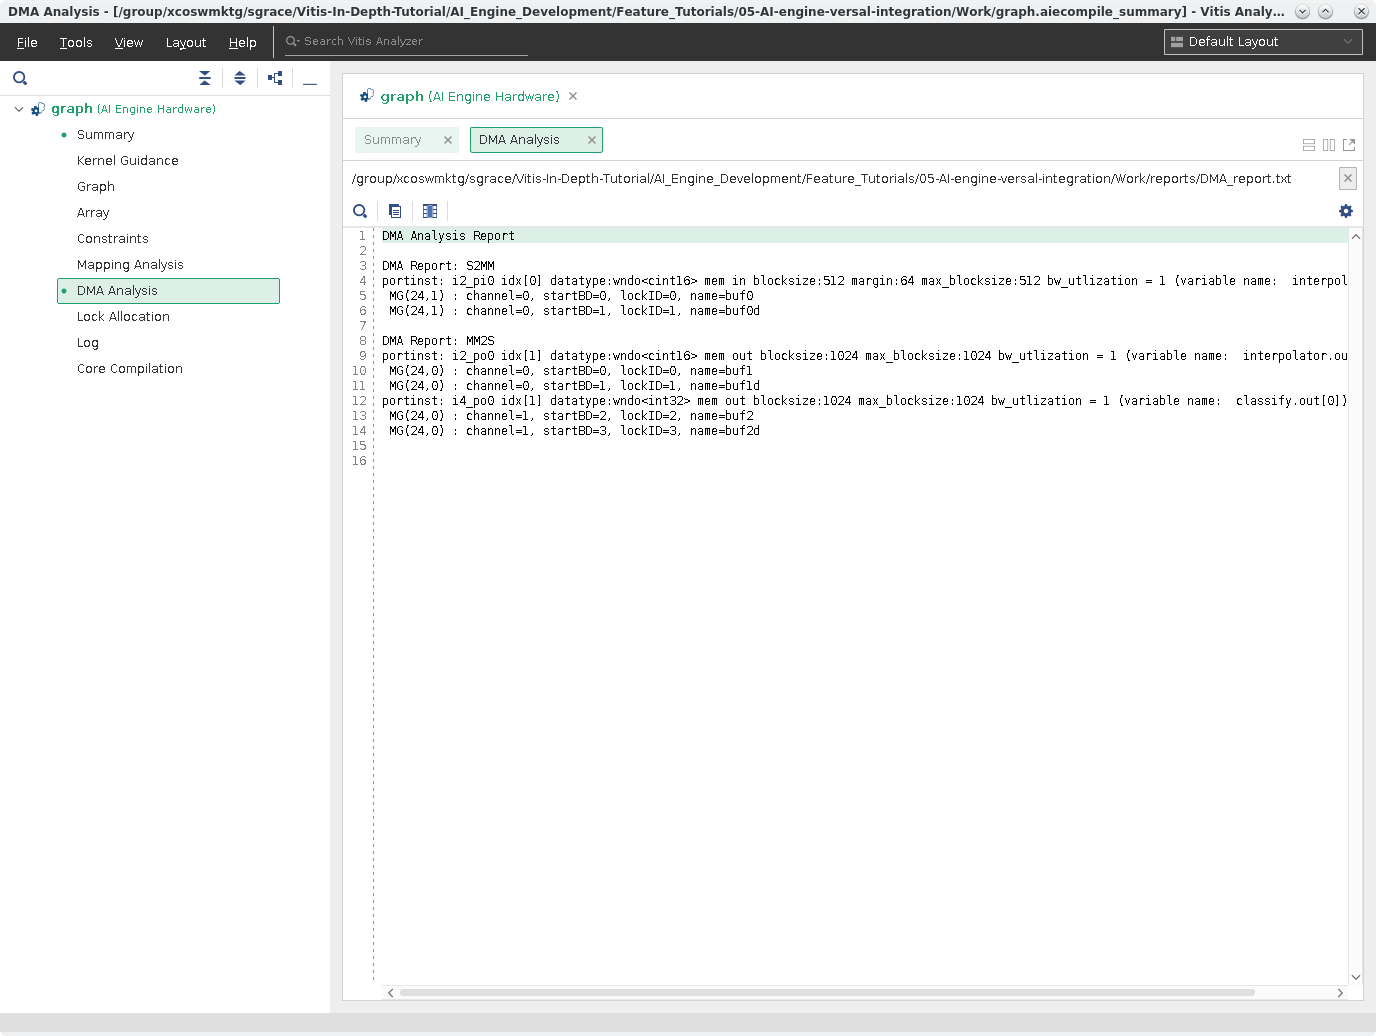 DMA Analysis - [/group/xcoswmktg/sgrace/Vitis-In-Depth-Tutorial/AI_Engine_Development/Feature_Tutorials/05-AI-engine-versal-integration/Work/graph.aiecompile_summary] - Vitis Analy...
File Tools View Layout Help Search Vitis Analyzer Default Layout
graph (AI Engine Hardware)
Summary
Kernel Guidance
Graph
Array
Constraints
Mapping Analysis
DMA Analysis
Lock Allocation
Log
Core Compilation
graph (AI Engine Hardware)
Summary DMA Analysis
/group/xcoswmktg/sgrace/Vitis-In-Depth-Tutorial/AI_Engine_Development/Feature_Tutorials/05-AI-engine-versal-integration/Work/reports/DMA_report.txt
1 DMA Analysis Report
2
3 DMA Report: S2MM
4 portinst: i2_pi0 idx[0] datatype:wndo<cint16> mem in blocksize:512 margin:64 max_blocksize:512 bw_utlization = 1 (variable name:  interpol
5  MG(24,1) : channel=0, startBD=0, lockID=0, name=buf0
6  MG(24,1) : channel=0, startBD=1, lockID=1, name=buf0d
7
8 DMA Report: MM2S
9 portinst: i2_po0 idx[1] datatype:wndo<cint16> mem out blocksize:1024 max_blocksize:1024 bw_utlization = 1 (variable name:  interpolator.ou
10  MG(24,0) : channel=0, startBD=0, lockID=0, name=buf1
11  MG(24,0) : channel=0, startBD=1, lockID=1, name=buf1d
12 portinst: i4_po0 idx[1] datatype:wndo<int32> mem out blocksize:1024 max_blocksize:1024 bw_utlization = 1 (variable name:  classify.out[0])
13  MG(24,0) : channel=1, startBD=2, lockID=2, name=buf2
14  MG(24,0) : channel=1, startBD=3, lockID=3, name=buf2d
15
16